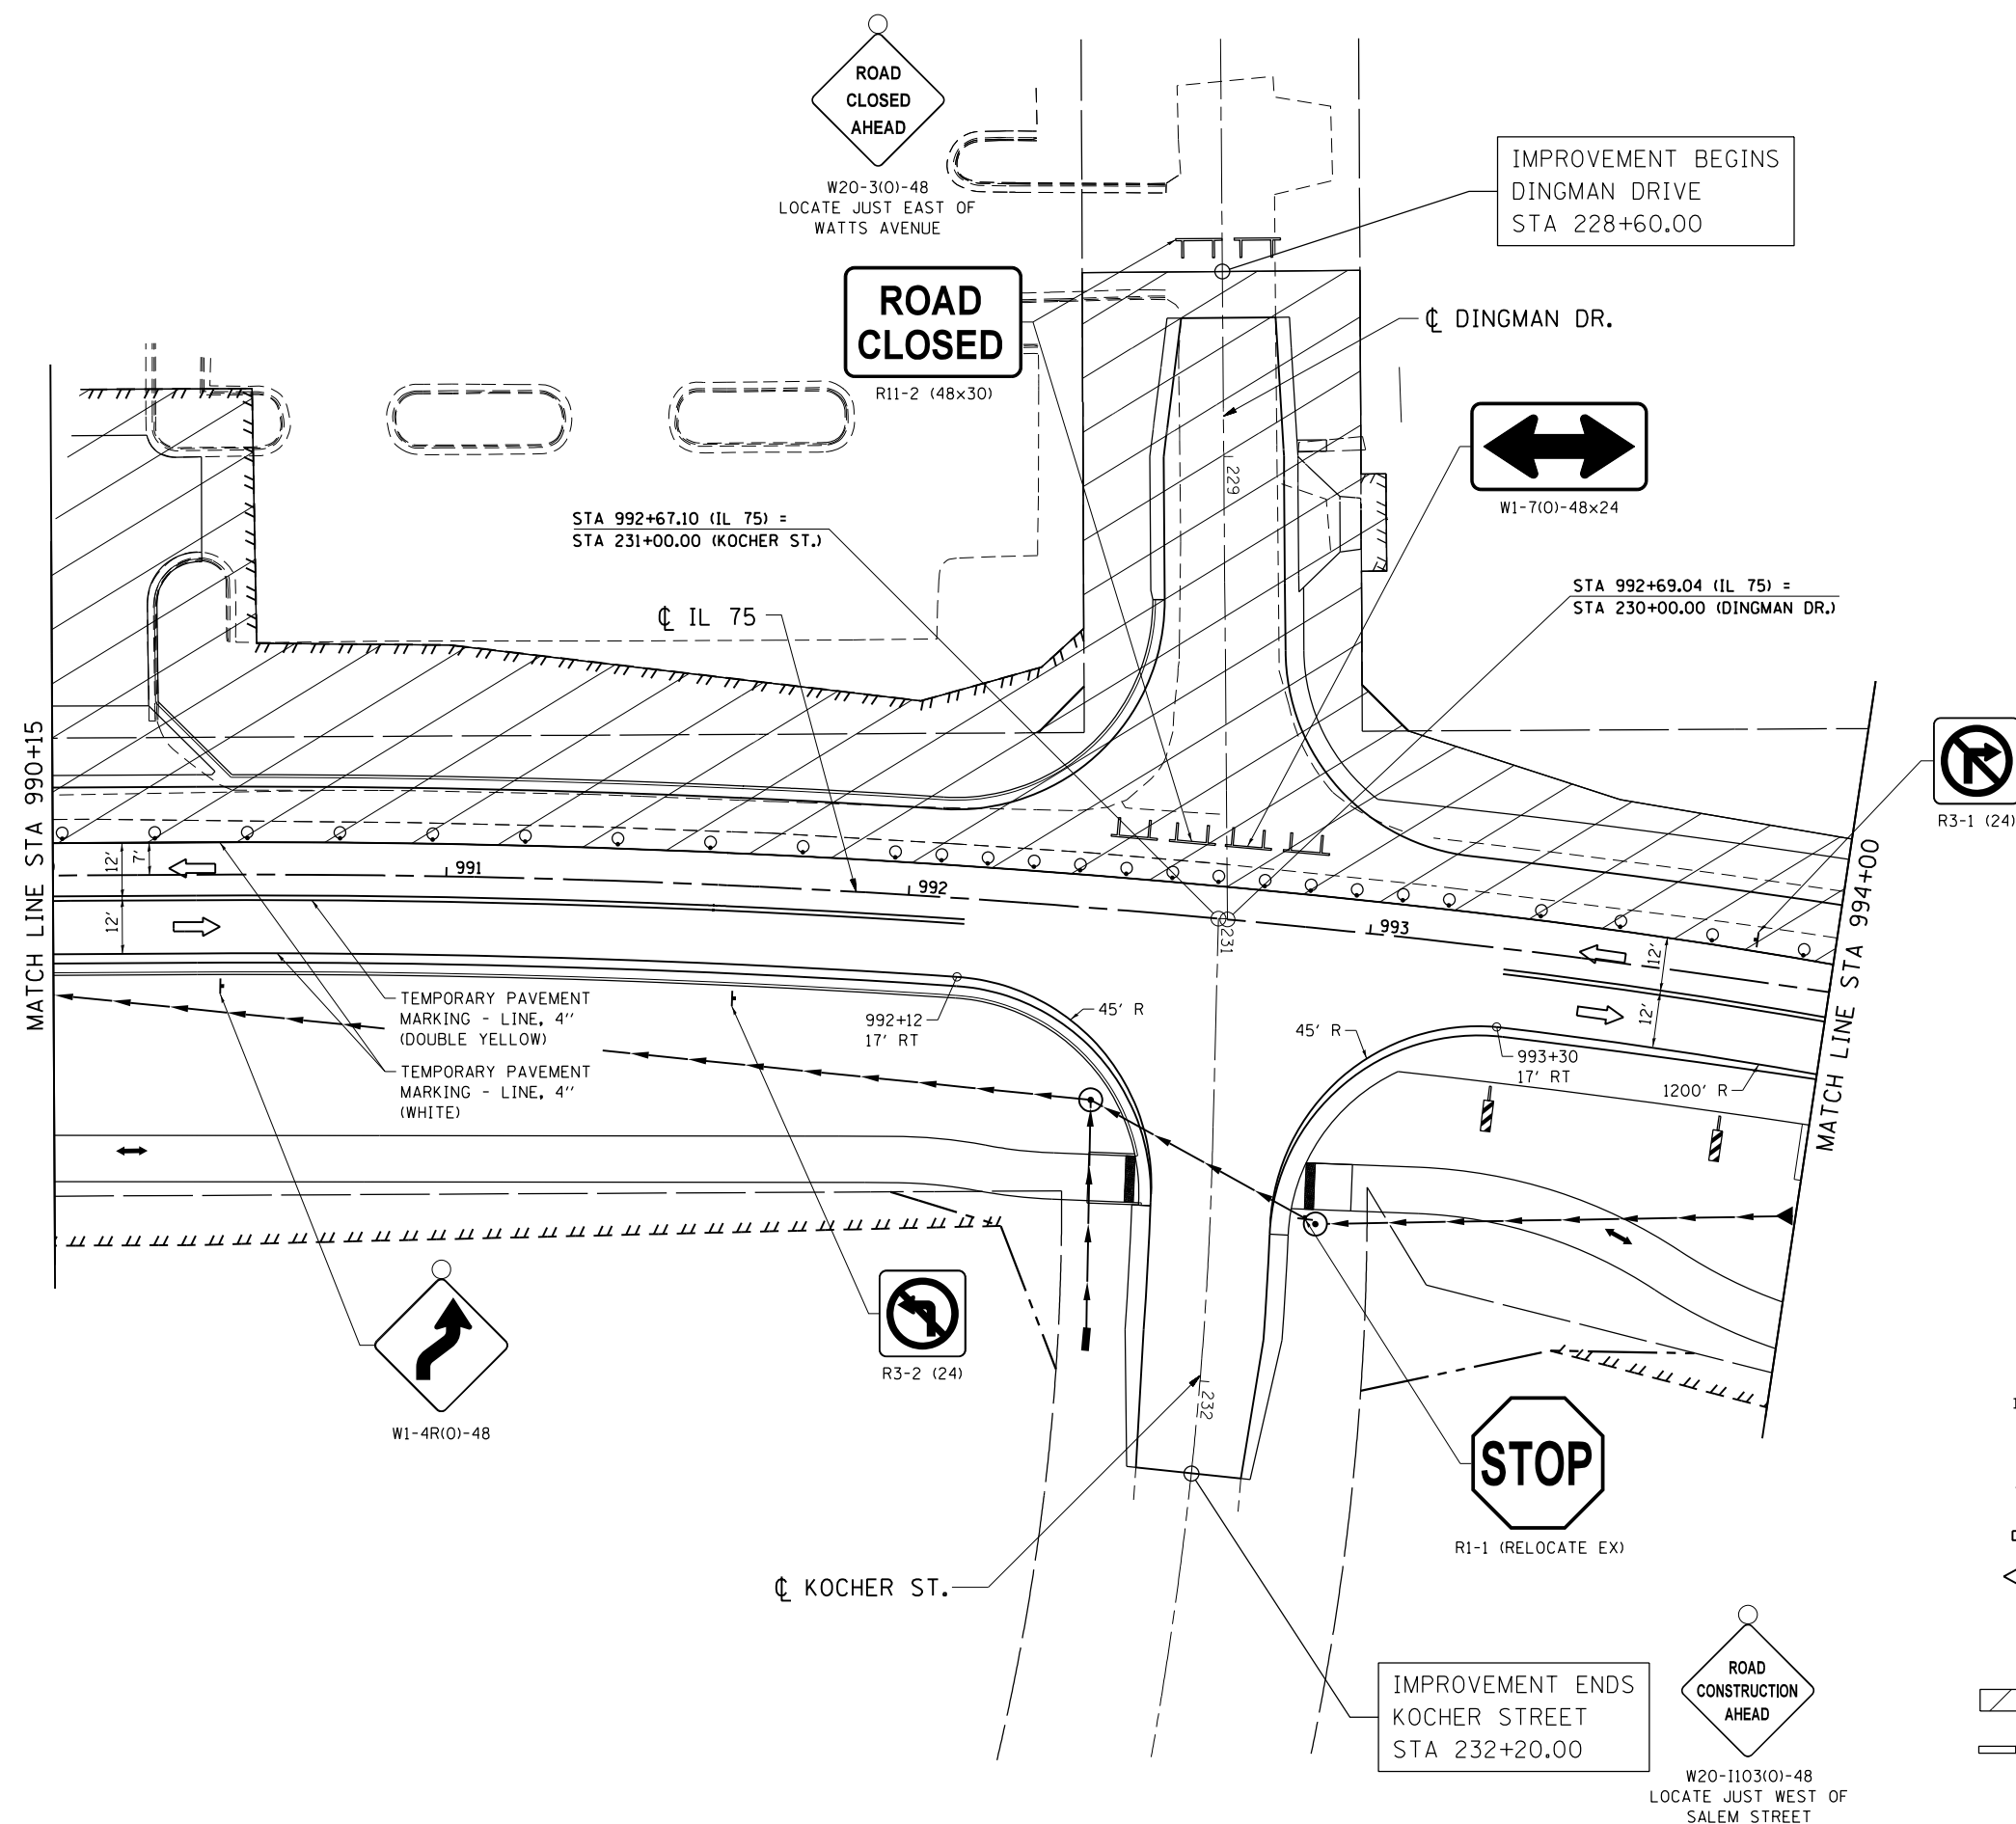 ROAD
CLOSED
AHEAD
W20-3(O)-48
LOCATE JUST EAST OF
WATTS AVENUE
IMPROVEMENT BEGINS
DINGMAN DRIVE
STA 228+60.00
ROAD
CLOSED
R11-2 (48x30)
℄ DINGMAN DR.
229
W1-7(O)-48x24
STA 992+67.10 (IL 75) =
STA 231+00.00 (KOCHER ST.)
STA 992+69.04 (IL 75) =
STA 230+00.00 (DINGMAN DR.)
℄ IL 75
MATCH LINE STA 990+15
R3-1 (24)
MATCH LINE STA 994+00
12'
7'
12'
991
992
993
231
12'
12'
TEMPORARY PAVEMENT
MARKING - LINE, 4"
(DOUBLE YELLOW)
TEMPORARY PAVEMENT
MARKING - LINE, 4"
(WHITE)
992+12
17' RT
45' R
45' R
993+30
17' RT
1200' R
W1-4R(O)-48
R3-2 (24)
232
STOP
R1-1 (RELOCATE EX)
℄ KOCHER ST.
IMPROVEMENT ENDS
KOCHER STREET
STA 232+20.00
ROAD
CONSTRUCTION
AHEAD
W20-I103(O)-48
LOCATE JUST WEST OF
SALEM STREET